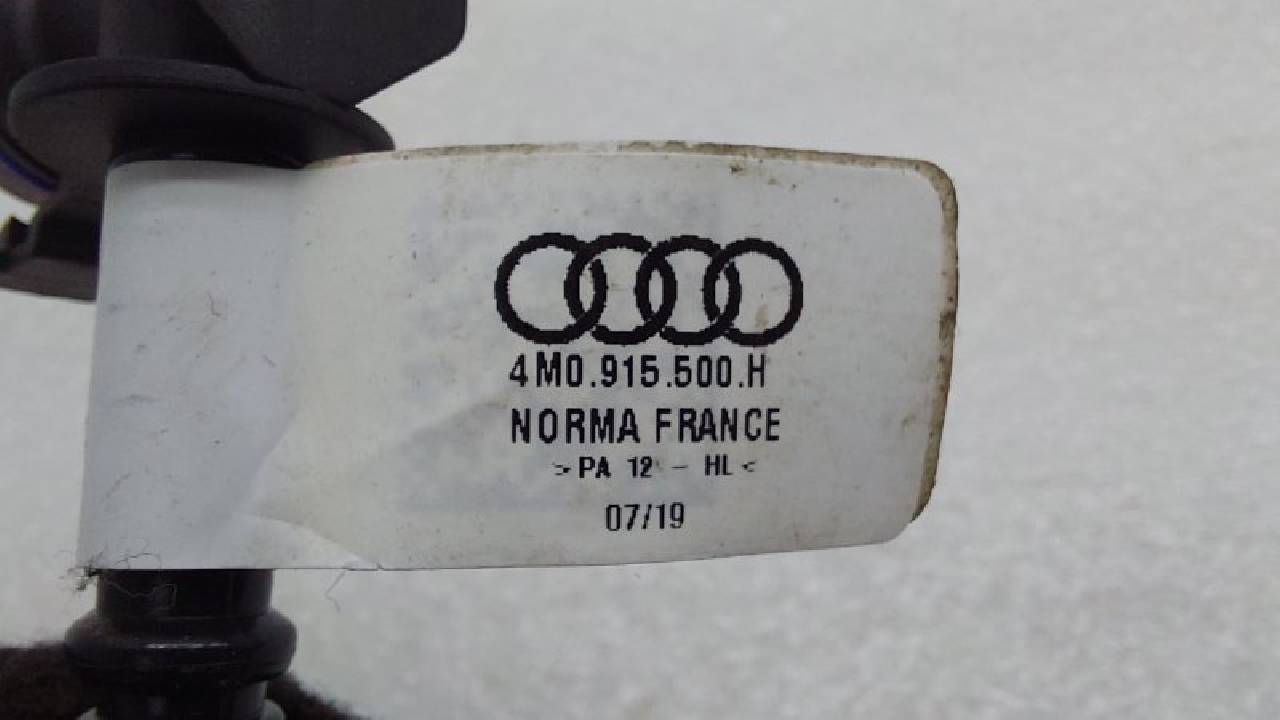 4M0.915.500.H
NORMA FRANCE
>PA 12 - HL<
07/19